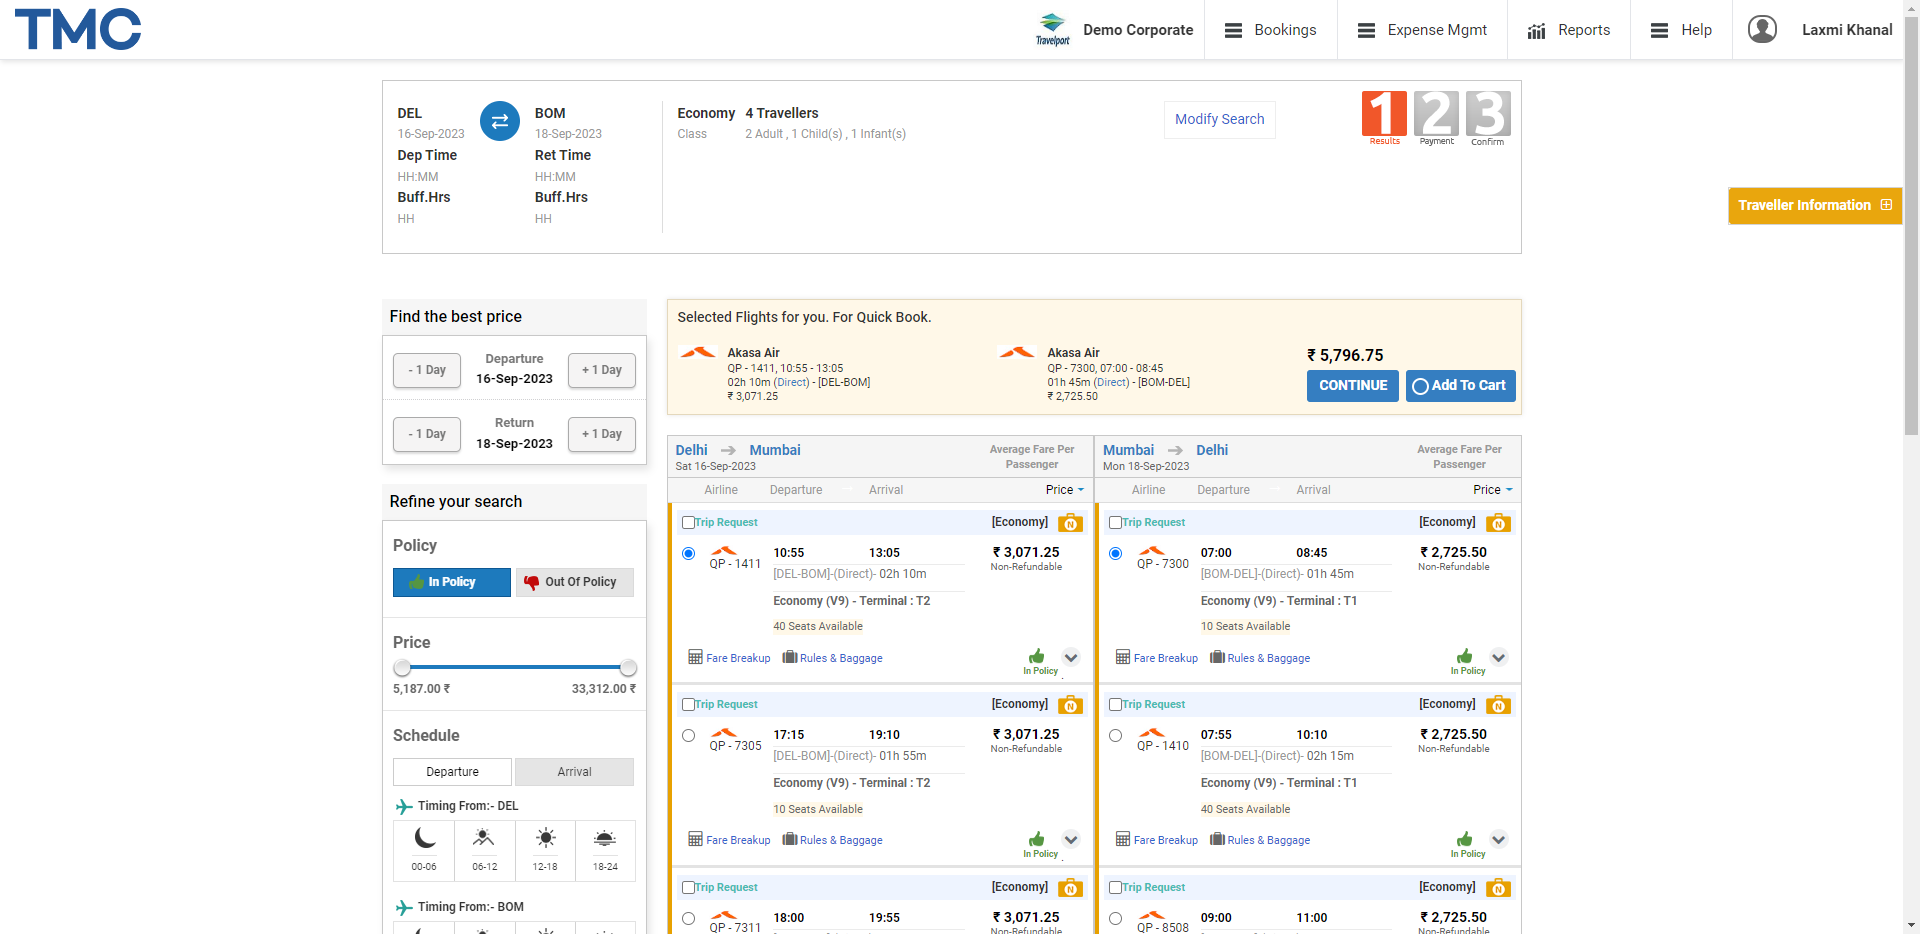 TMC
Travelport
Demo Corporate
Bookings
Expense Mgmt
Reports
Help
Laxmi Khanal
DEL
16-Sep-2023
Dep Time
HH:MM
Buff.Hrs
HH
BOM
18-Sep-2023
Ret Time
HH:MM
Buff.Hrs
HH
Economy
Class
4 Travellers
2 Adult , 1 Child(s) , 1 Infant(s)
Modify Search
1
Results
2
Payment
3
Confirm
Traveller Information
Find the best price
- 1 Day
Departure
16-Sep-2023
+ 1 Day
- 1 Day
Return
18-Sep-2023
+ 1 Day
Refine your search
Policy
In Policy
Out Of Policy
Price
5,187.00 ₹
33,312.00 ₹
Schedule
Departure
Arrival
Timing From:- DEL
00-06
06-12
12-18
18-24
Timing From:- BOM
Selected Flights for you. For Quick Book.
Akasa Air
QP - 1411, 10:55 - 13:05
02h 10m (Direct) - [DEL-BOM]
₹ 3,071.25
Akasa Air
QP - 7300, 07:00 - 08:45
01h 45m (Direct) - [BOM-DEL]
₹ 2,725.50
₹ 5,796.75
CONTINUE
Add To Cart
Delhi
Mumbai
Sat 16-Sep-2023
Average Fare Per
Passenger
Airline
Departure
Arrival
Price
Trip Request
[Economy]
N
QP - 1411
10:55
13:05
[DEL-BOM]-(Direct)- 02h 10m
Economy (V9) - Terminal : T2
40 Seats Available
₹ 3,071.25
Non-Refundable
Fare Breakup
Rules & Baggage
In Policy
Trip Request
[Economy]
N
QP - 7305
17:15
19:10
[DEL-BOM]-(Direct)- 01h 55m
Economy (V9) - Terminal : T2
10 Seats Available
₹ 3,071.25
Non-Refundable
Fare Breakup
Rules & Baggage
In Policy
Trip Request
[Economy]
N
QP - 7311
18:00
19:55
₹ 3,071.25
Non-Refundable
Mumbai
Delhi
Mon 18-Sep-2023
Average Fare Per
Passenger
Airline
Departure
Arrival
Price
Trip Request
[Economy]
N
QP - 7300
07:00
08:45
[BOM-DEL]-(Direct)- 01h 45m
Economy (V9) - Terminal : T1
10 Seats Available
₹ 2,725.50
Non-Refundable
Fare Breakup
Rules & Baggage
In Policy
Trip Request
[Economy]
N
QP - 1410
07:55
10:10
[BOM-DEL]-(Direct)- 02h 15m
Economy (V9) - Terminal : T1
40 Seats Available
₹ 2,725.50
Non-Refundable
Fare Breakup
Rules & Baggage
In Policy
Trip Request
[Economy]
N
QP - 8508
09:00
11:00
₹ 2,725.50
Non-Refundable